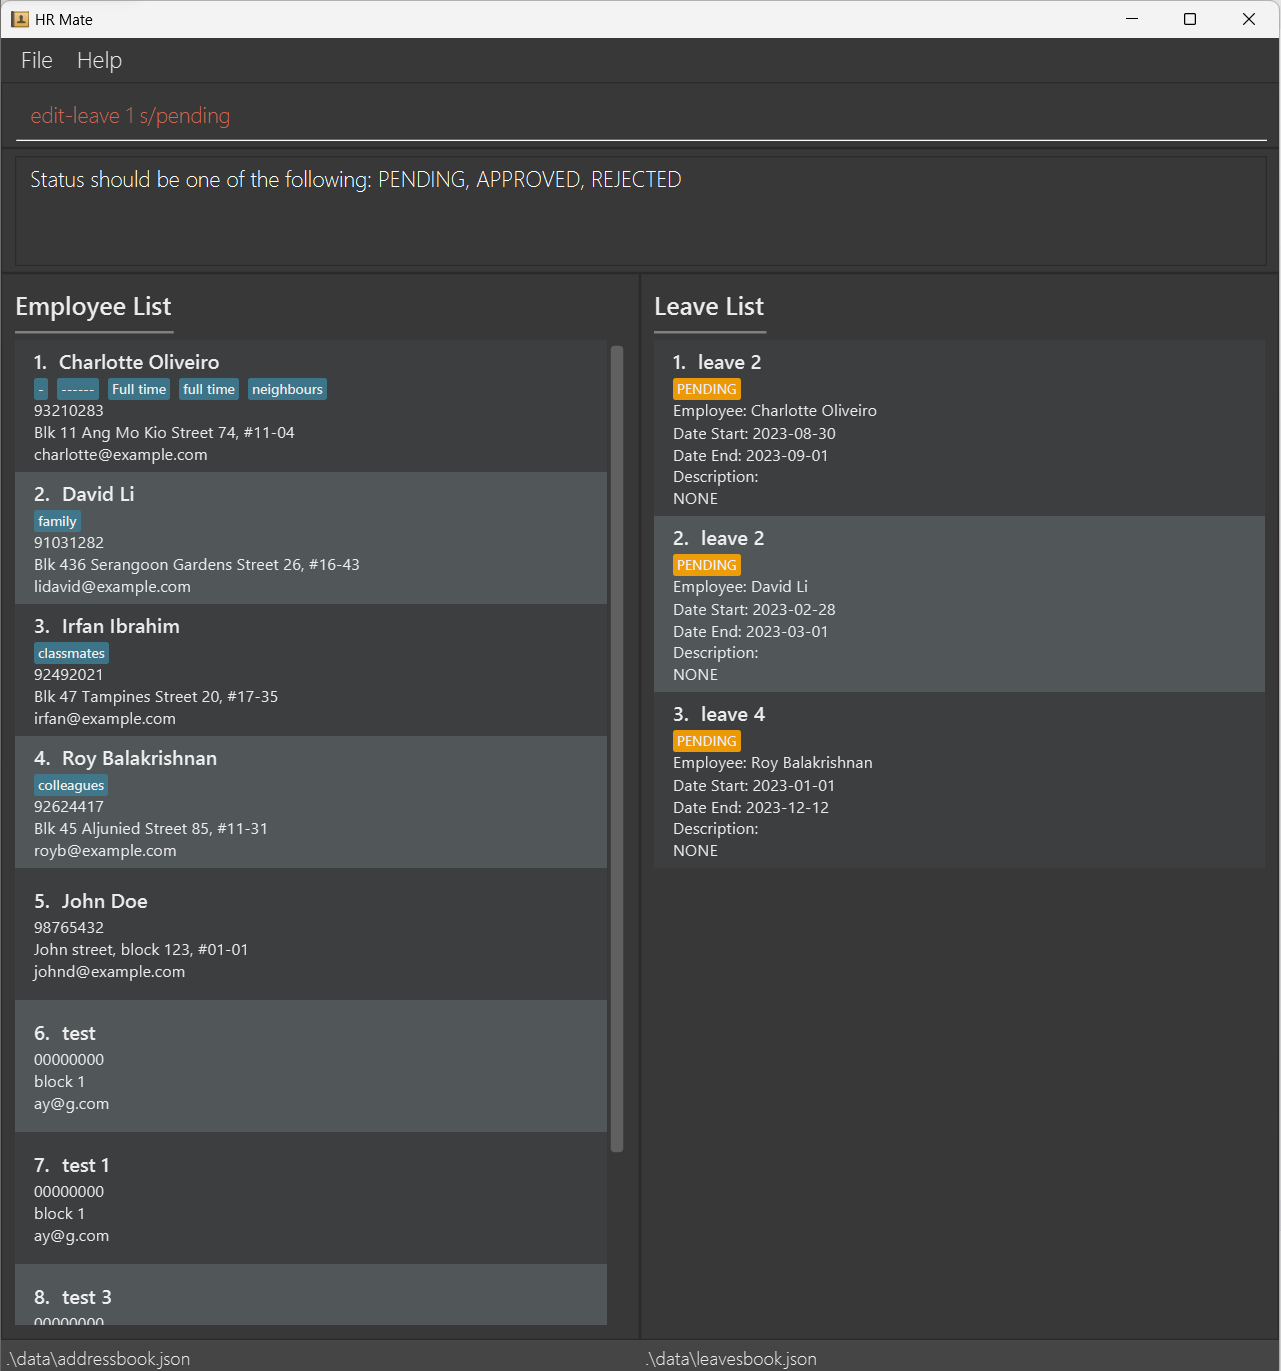 HR Mate
File Help
edit-leave 1 s/pending
Status should be one of the following: PENDING, APPROVED, REJECTED
Employee List
1. Charlotte Oliveiro
- ------ Full time full time neighbours
93210283
Blk 11 Ang Mo Kio Street 74, #11-04
charlotte@example.com
2. David Li
family
91031282
Blk 436 Serangoon Gardens Street 26, #16-43
lidavid@example.com
3. Irfan Ibrahim
classmates
92492021
Blk 47 Tampines Street 20, #17-35
irfan@example.com
4. Roy Balakrishnan
colleagues
92624417
Blk 45 Aljunied Street 85, #11-31
royb@example.com
5. John Doe
98765432
John street, block 123, #01-01
johnd@example.com
6. test
00000000
block 1
ay@g.com
7. test 1
00000000
block 1
ay@g.com
8. test 3
00000000
Leave List
1. leave 2
PENDING
Employee: Charlotte Oliveiro
Date Start: 2023-08-30
Date End: 2023-09-01
Description:
NONE
2. leave 2
PENDING
Employee: David Li
Date Start: 2023-02-28
Date End: 2023-03-01
Description:
NONE
3. leave 4
PENDING
Employee: Roy Balakrishnan
Date Start: 2023-01-01
Date End: 2023-12-12
Description:
NONE
.\data\addressbook.json
.\data\leavesbook.json